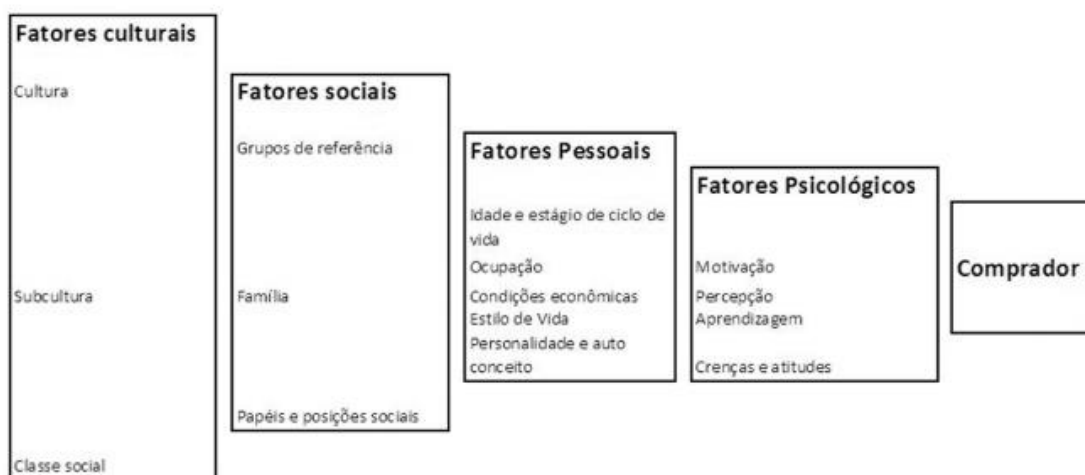 Fatores culturais
Cultura
Subcultura
Classe social
Fatores sociais
Grupos de referência
Família
Papéis e posições sociais
Fatores Pessoais
Idade e estágio de ciclo de
vida
Ocupação
Condições econômicas
Estilo de Vida
Personalidade e auto
conceito
Fatores Psicológicos
Motivação
Percepção
Aprendizagem
Crenças e atitudes
Comprador